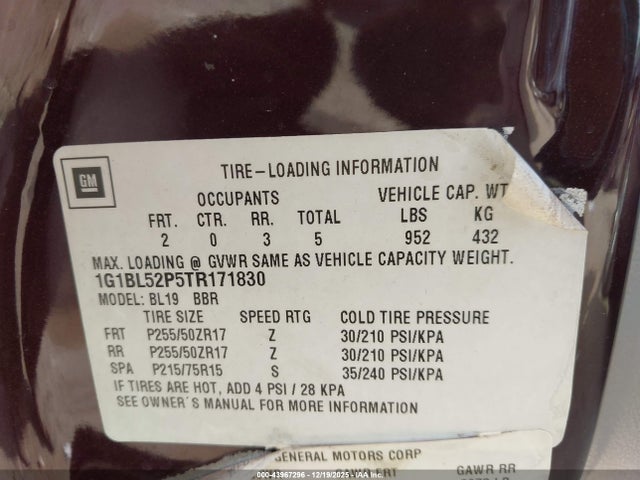 GM
TIRE-LOADING INFORMATION
OCCUPANTS VEHICLE CAP. WT
FRT. CTR. RR. TOTAL LBS KG
2 0 3 5 952 432
MAX. LOADING @ GVWR SAME AS VEHICLE CAPACITY WEIGHT.
1G1BL52P5TR171830
MODEL: BL19 BBR
TIRE SIZE SPEED RTG COLD TIRE PRESSURE
FRT P255/50ZR17 Z 30/210 PSI/KPA
RR P255/50ZR17 Z 30/210 PSI/KPA
SPA P215/75R15 S 35/240 PSI/KPA
IF TIRES ARE HOT, ADD 4 PSI / 28 KPA
SEE OWNER´S MANUAL FOR MORE INFORMATION
GENERAL MOTORS CORP
GAWR RR
000-43967296 - 12/19/2025 - IAA Inc.